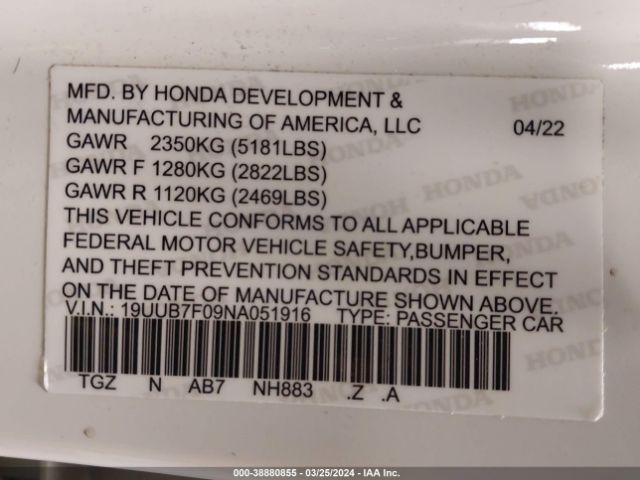 MFD. BY HONDA DEVELOPMENT &
MANUFACTURING OF AMERICA, LLC 04/22
GAWR 2350KG (5181LBS)
GAWR F 1280KG (2822LBS)
GAWR R 1120KG (2469LBS)
THIS VEHICLE CONFORMS TO ALL APPLICABLE
FEDERAL MOTOR VEHICLE SAFETY,BUMPER,
AND THEFT PREVENTION STANDARDS IN EFFECT
ON THE DATE OF MANUFACTURE SHOWN ABOVE.
V.I.N.: 19UUB7F09NA051916 TYPE: PASSENGER CAR
TGZ N AB7 NH883 .Z .A
000-38880855 — 03/25/2024 — IAA Inc.